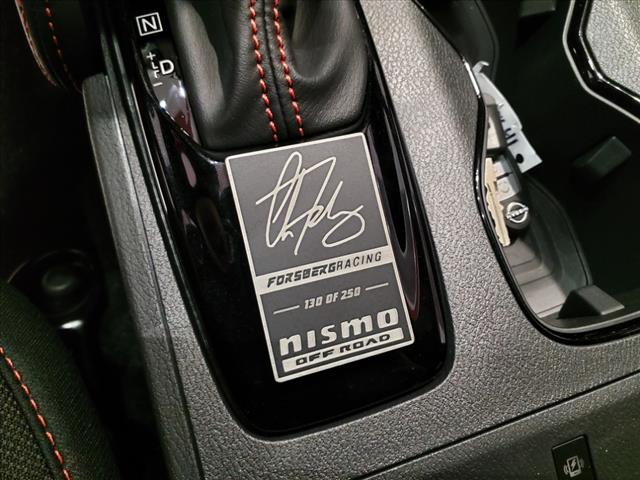 N
D
FORSBERGRACING
130 OF 250
nismo
OFF ROAD